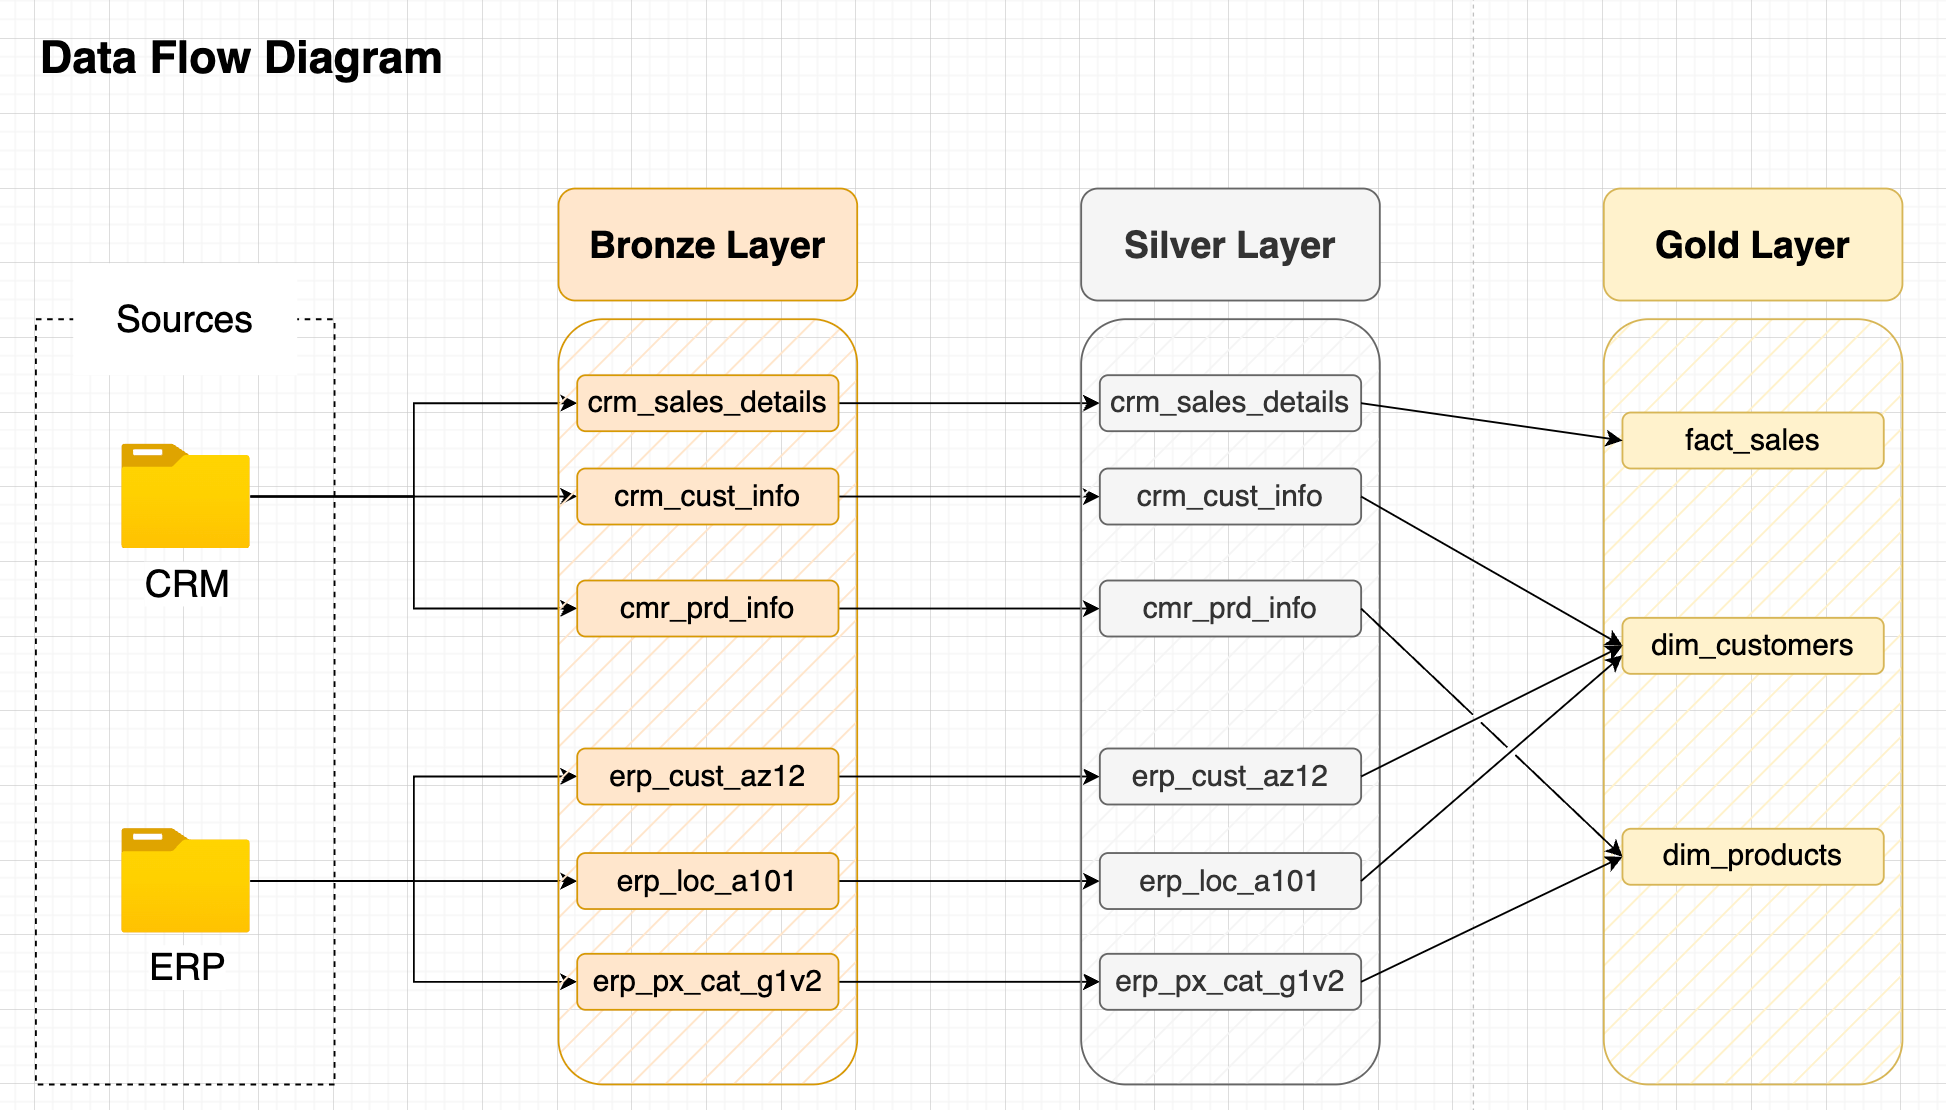 Data Flow Diagram
Sources
CRM
ERP
Bronze Layer
crm_sales_details
crm_cust_info
cmr_prd_info
erp_cust_az12
erp_loc_a101
erp_px_cat_g1v2
Silver Layer
crm_sales_details
crm_cust_info
cmr_prd_info
erp_cust_az12
erp_loc_a101
erp_px_cat_g1v2
Gold Layer
fact_sales
dim_customers
dim_products